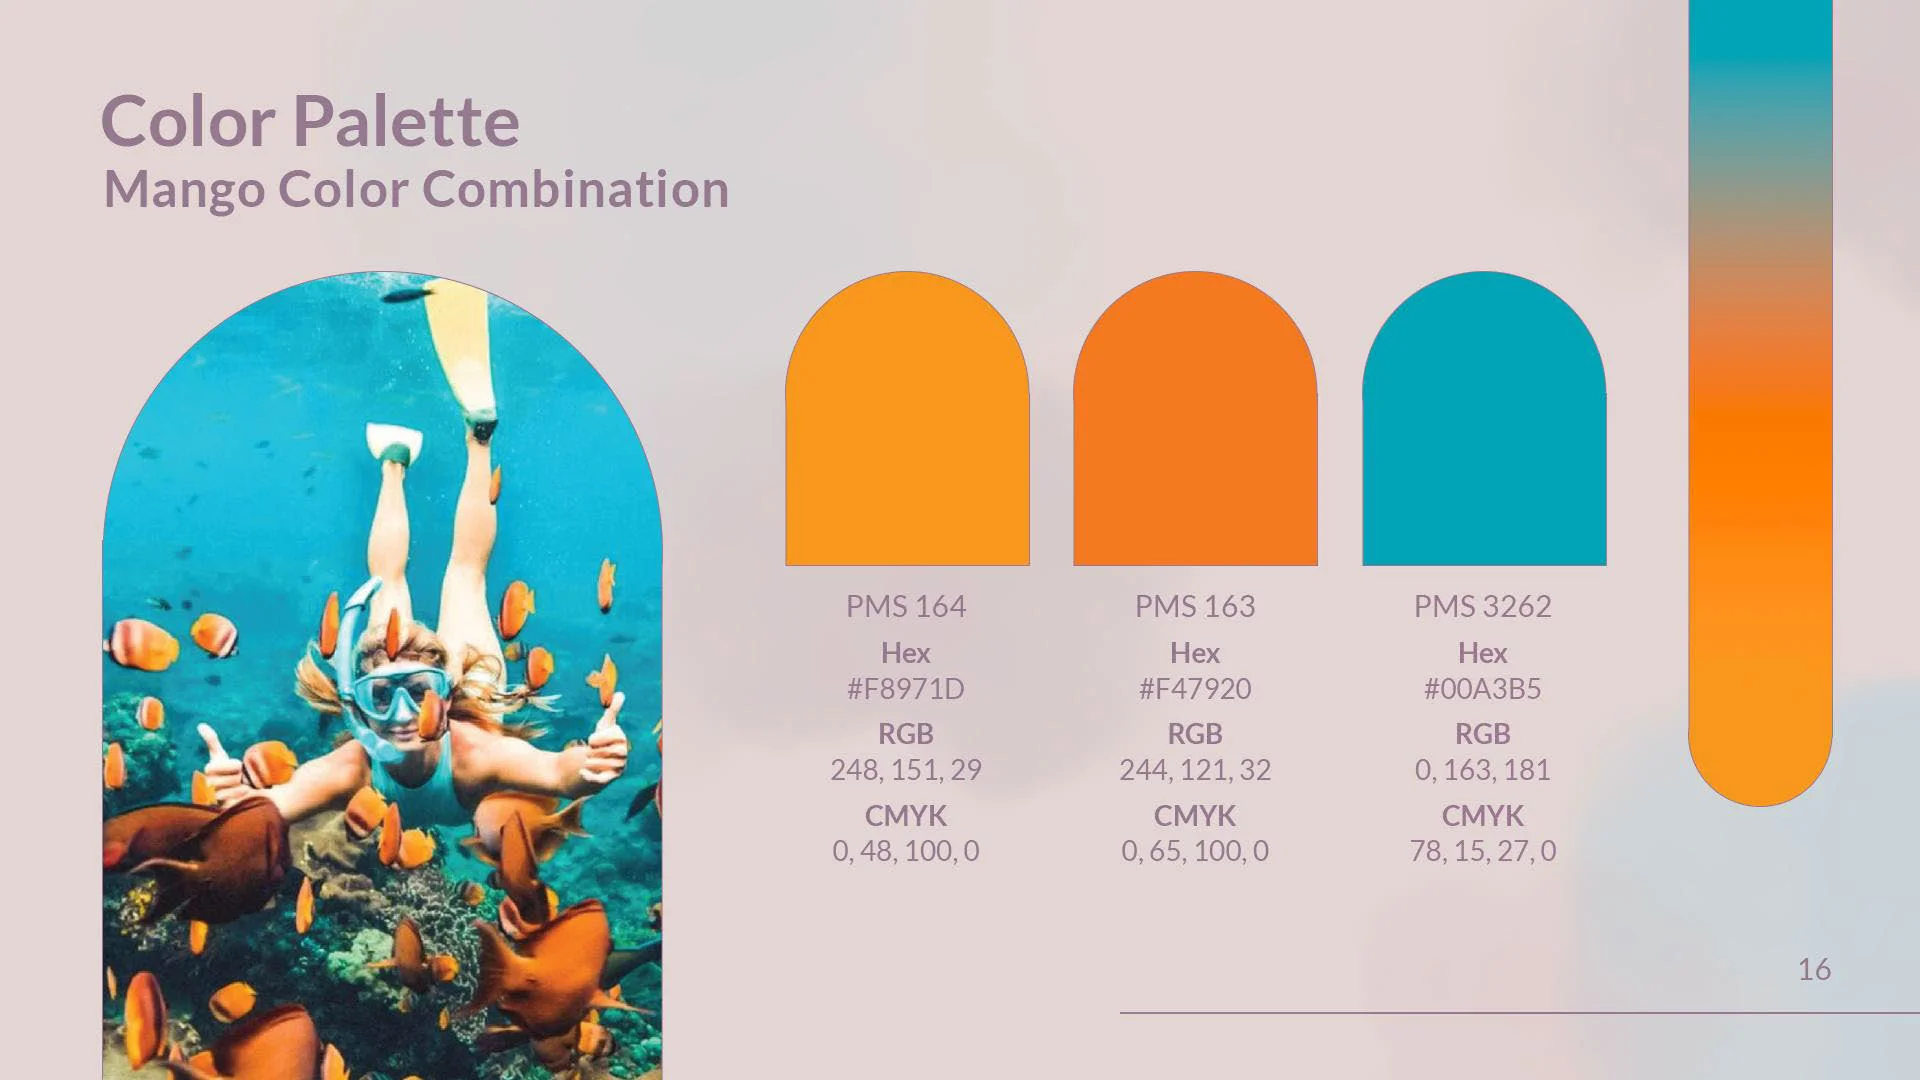 Color Palette
Mango Color Combination
PMS 164
Hex
#F8971D
RGB
248, 151, 29
CMYK
0, 48, 100, 0
PMS 163
Hex
#F47920
RGB
244, 121, 32
CMYK
0, 65, 100, 0
PMS 3262
Hex
#00A3B5
RGB
0, 163, 181
CMYK
78, 15, 27, 0
16